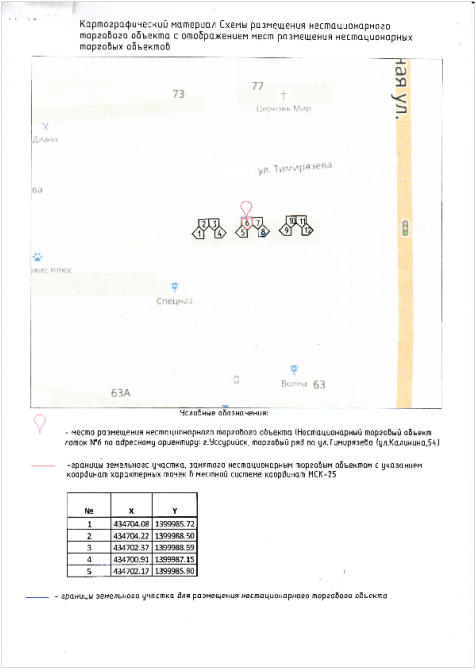 Картографический материал Схемы размещения нестационарного
торгового объекта с отображением мест размещения нестационарных
торговых объектов
73
77
Церковь Мир
ная ул.
Диана
ул. Тимирязева
ва
2 3
1 4
6 7
5 8
10 11
9 12
вис плюс
Спецназ
63А
Волна 63
Условные обозначения:
- место размещения нестационарного торгового объекта (Нестационарный торговый объект
лоток №6 по адресному ориентиру: г.Уссурийск, торговый ряд по ул.Тимирязева (ул.Калинина,54)
-границы земельного участка, занятого нестационарным торговым объектом с указанием
координат характерных точек в местной системе координат МСК-25
№ X Y
1 434704.08 1399985.72
2 434704.22 1399988.50
3 434702.37 1399988.59
4 434700.91 1399987.15
5 434702.17 1399985.80
- границы земельного участка для размещения нестационарного торгового объекта